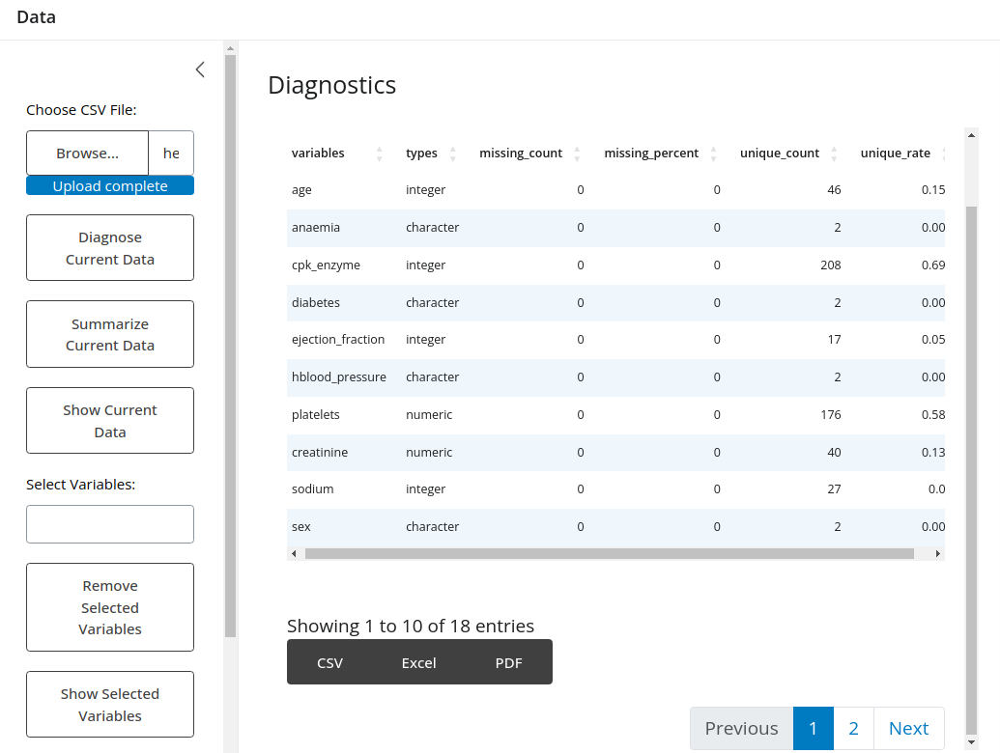 Data
Choose CSV File:
Browse... he
Upload complete
Diagnose
Current Data
Summarize
Current Data
Show Current
Data
Select Variables:
Remove
Selected
Variables
Show Selected
Variables
Diagnostics
variables types missing_count missing_percent unique_count unique_rate
age integer 0 0 46 0.15
anaemia character 0 0 2 0.00
cpk_enzyme integer 0 0 208 0.69
diabetes character 0 0 2 0.00
ejection_fraction integer 0 0 17 0.05
hblood_pressure character 0 0 2 0.00
platelets numeric 0 0 176 0.58
creatinine numeric 0 0 40 0.13
sodium integer 0 0 27 0.0
sex character 0 0 2 0.00
Showing 1 to 10 of 18 entries
CSV Excel PDF
Previous 1 2 Next